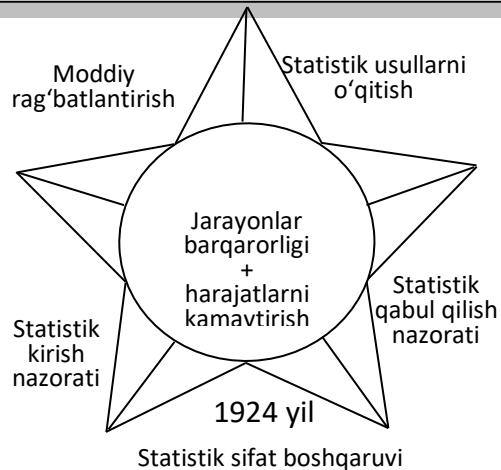 Moddiy
rag‘batlantirish
Statistik usullarni
o‘qitish
Jarayonlar
barqarorligi
+
harajatlarni
kamaytirish
Statistik
kirish
nazorati
Statistik
qabul qilish
nazorati
1924 yil
Statistik sifat boshqaruvi